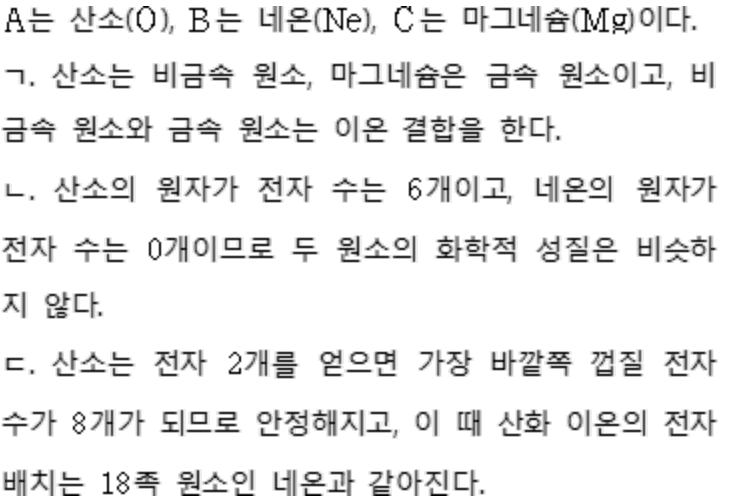 A는 산소(O), B는 네온(Ne), C는 마그네슘(Mg)이다.
ㄱ. 산소는 비금속 원소, 마그네슘은 금속 원소이고, 비
금속 원소와 금속 원소는 이온 결합을 한다.
ㄴ. 산소의 원자가 전자 수는 6개이고, 네온의 원자가
전자 수는 0개이므로 두 원소의 화학적 성질은 비슷하
지 않다.
ㄷ. 산소는 전자 2개를 얻으면 가장 바깥쪽 껍질 전자
수가 8개가 되므로 안정해지고, 이 때 산화 이온의 전자
배치는 18족 원소인 네온과 같아진다.